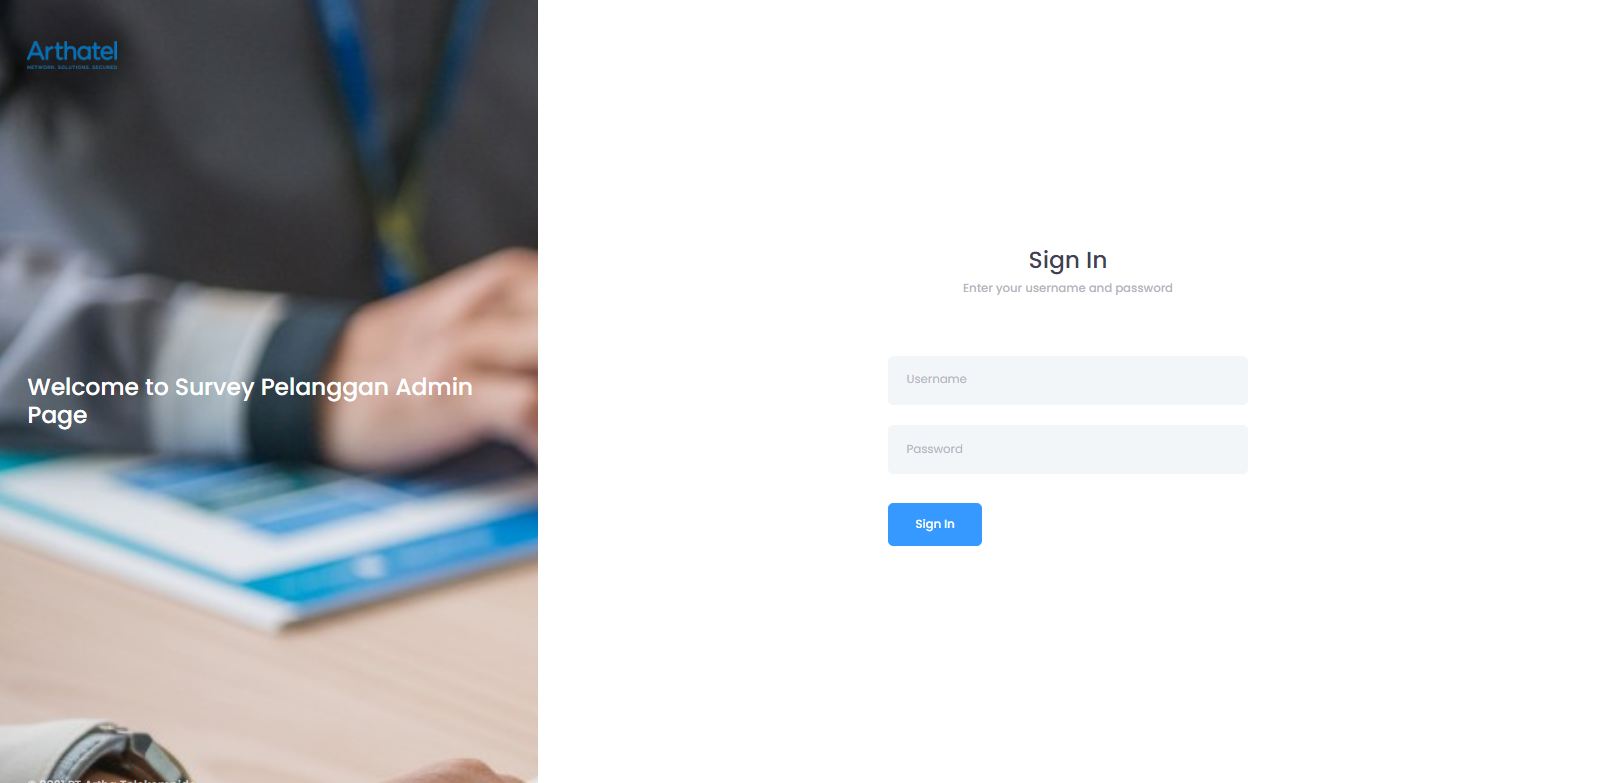 Arthatel
NETWORK. SOLUTIONS. SECURED
Welcome to Survey Pelanggan Admin
Page
Sign In
Enter your username and password
Username
Password
Sign In